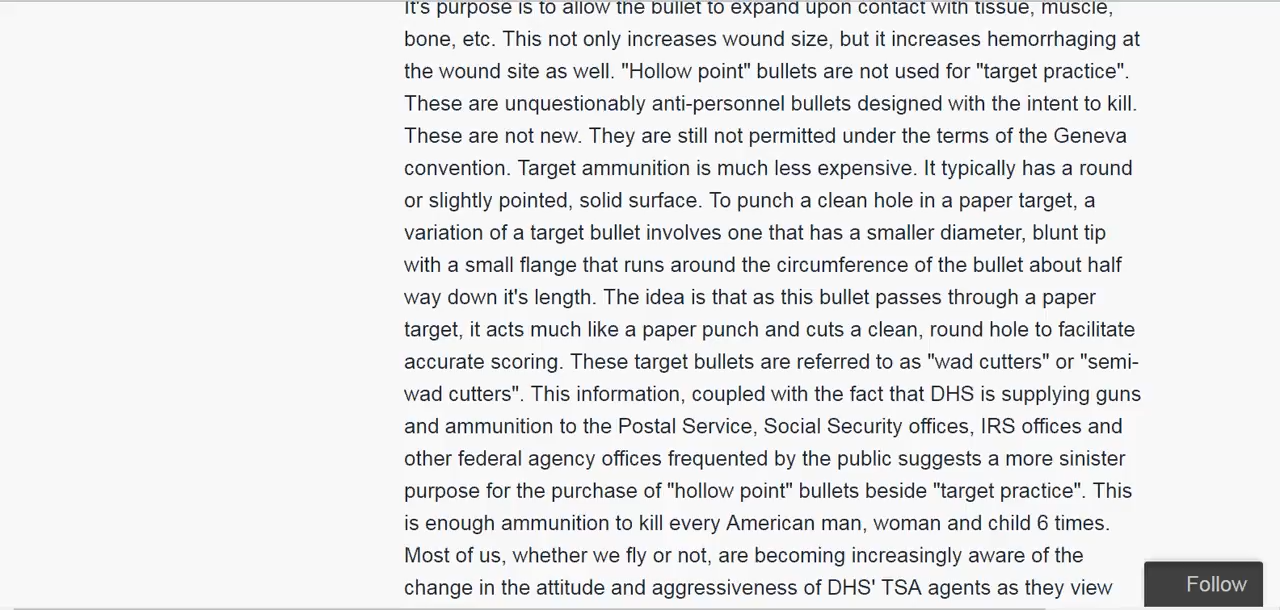 It's purpose is to allow the bullet to expand upon contact with tissue, muscle,
bone, etc. This not only increases wound size, but it increases hemorrhaging at
the wound site as well. "Hollow point" bullets are not used for "target practice".
These are unquestionably anti-personnel bullets designed with the intent to kill.
These are not new. They are still not permitted under the terms of the Geneva
convention. Target ammunition is much less expensive. It typically has a round
or slightly pointed, solid surface. To punch a clean hole in a paper target, a
variation of a target bullet involves one that has a smaller diameter, blunt tip
with a small flange that runs around the circumference of the bullet about half
way down it's length. The idea is that as this bullet passes through a paper
target, it acts much like a paper punch and cuts a clean, round hole to facilitate
accurate scoring. These target bullets are referred to as "wad cutters" or "semi-
wad cutters". This information, coupled with the fact that DHS is supplying guns
and ammunition to the Postal Service, Social Security offices, IRS offices and
other federal agency offices frequented by the public suggests a more sinister
purpose for the purchase of "hollow point" bullets beside "target practice". This
is enough ammunition to kill every American man, woman and child 6 times.
Most of us, whether we fly or not, are becoming increasingly aware of the
change in the attitude and aggressiveness of DHS' TSA agents as they view
Follow